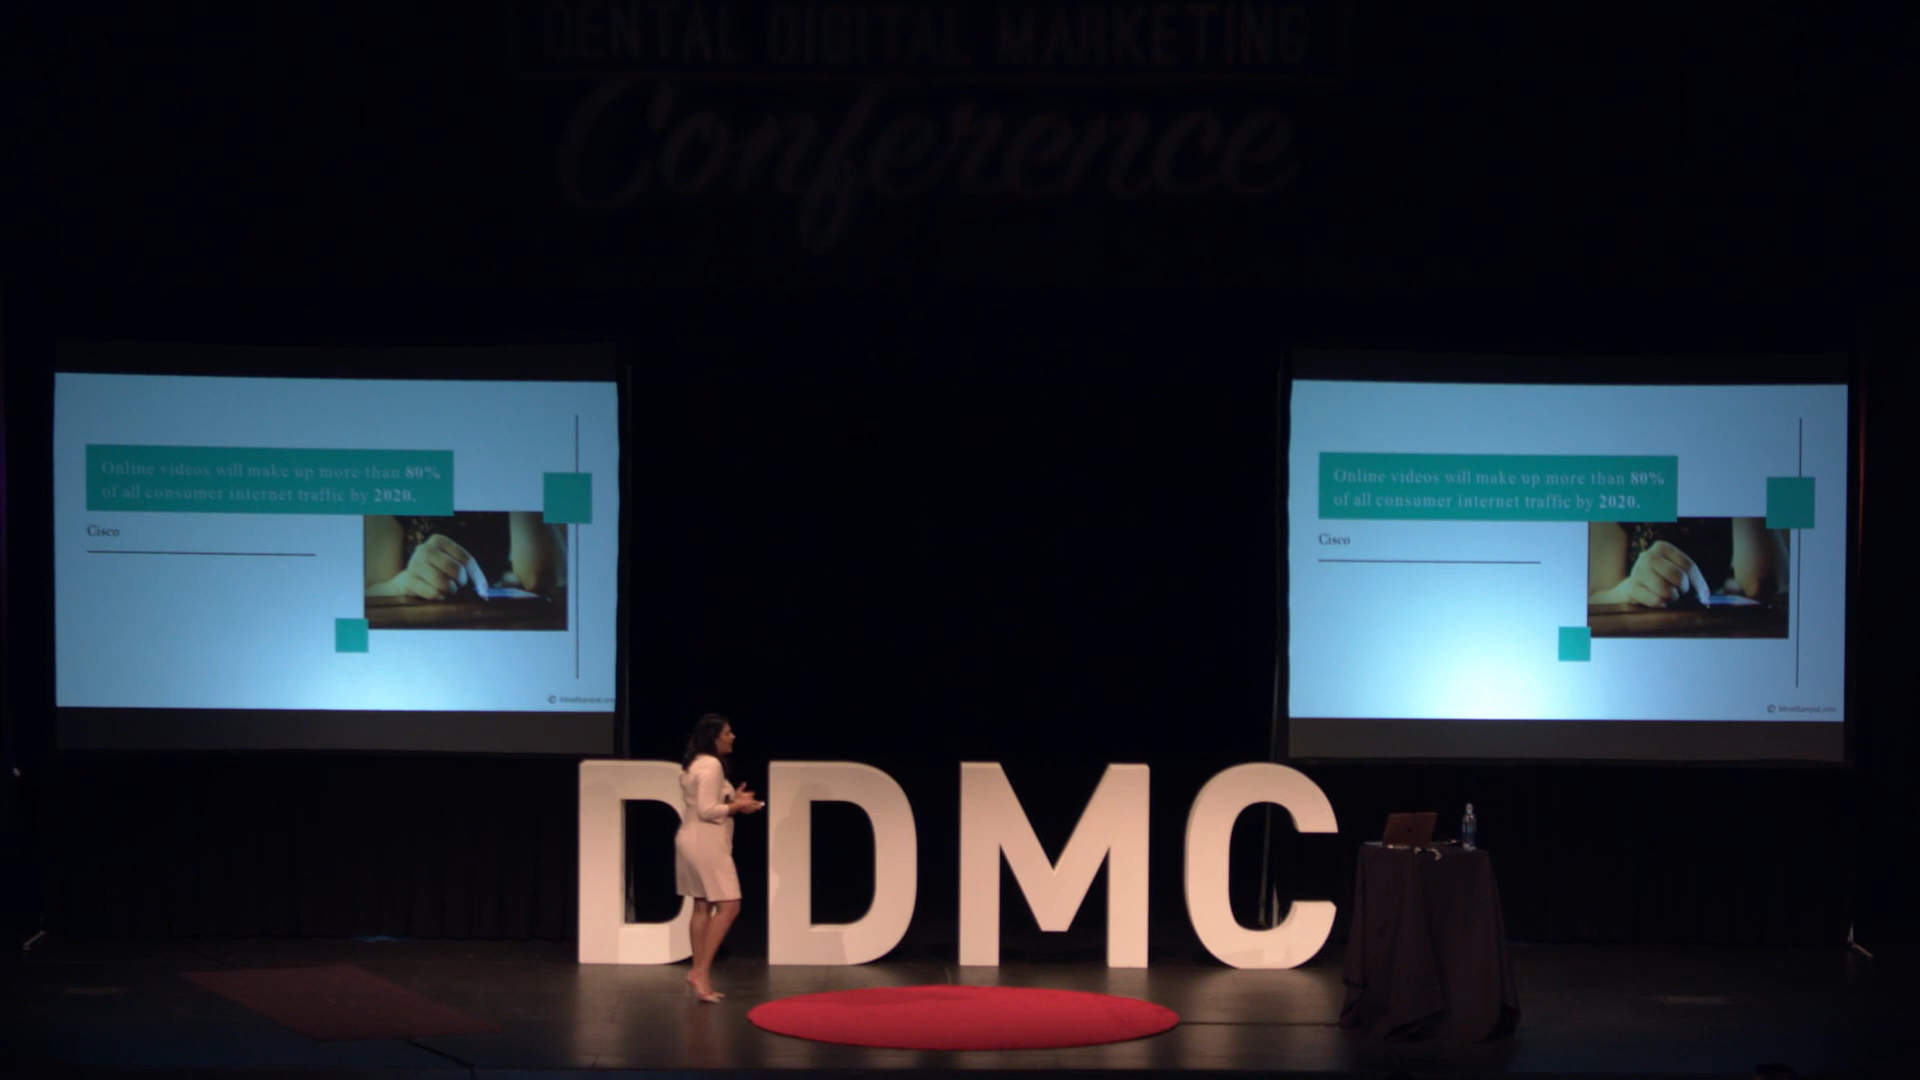 DENTAL DIGITAL MARKETING
Conference
Online videos will make up more than 80%
of all consumer internet traffic by 2020.
Cisco
Online videos will make up more than 80%
of all consumer internet traffic by 2020.
Cisco
DDMC